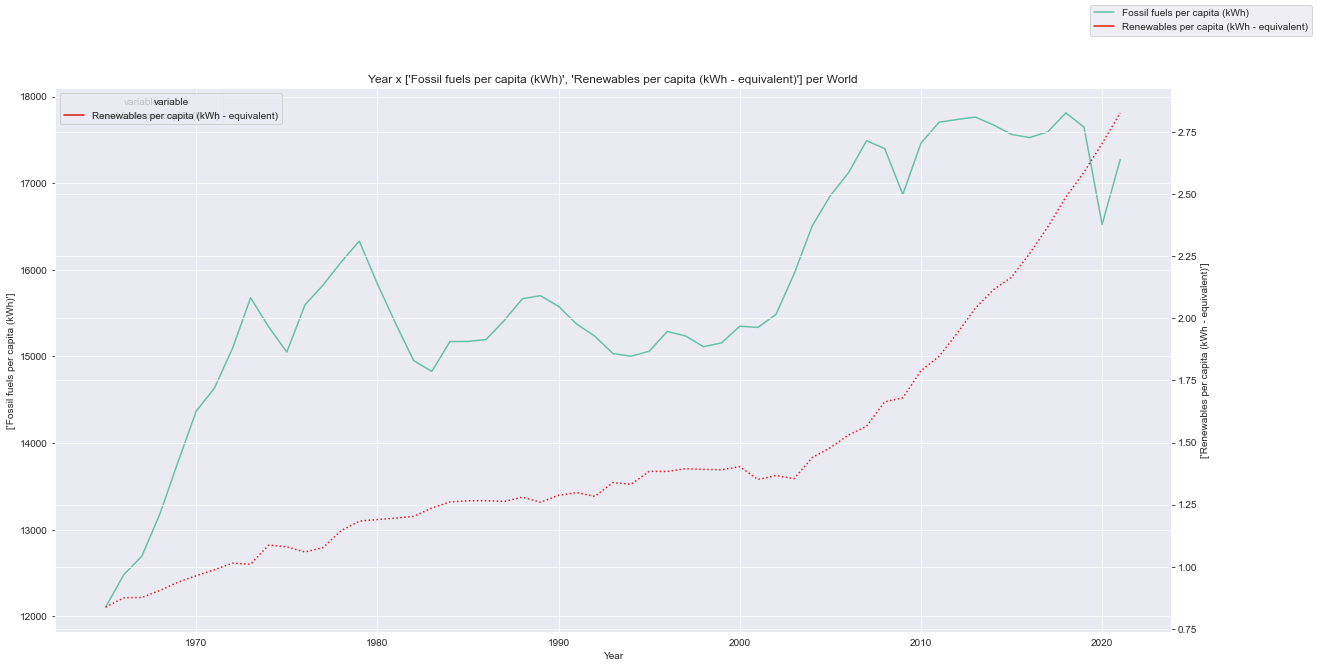 Fossil fuels per capita (kWh)
Renewables per capita (kWh - equivalent)
Year x ['Fossil fuels per capita (kWh)', 'Renewables per capita (kWh - equivalent)'] per World
variable
variable
Renewables per capita (kWh - equivalent)
18000
17000
16000
15000
14000
13000
12000
['Fossil fuels per capita (kWh)']
2.75
2.50
2.25
2.00
1.75
1.50
1.25
1.00
0.75
['Renewables per capita (kWh - equivalent)']
1970
1980
1990
2000
2010
2020
Year